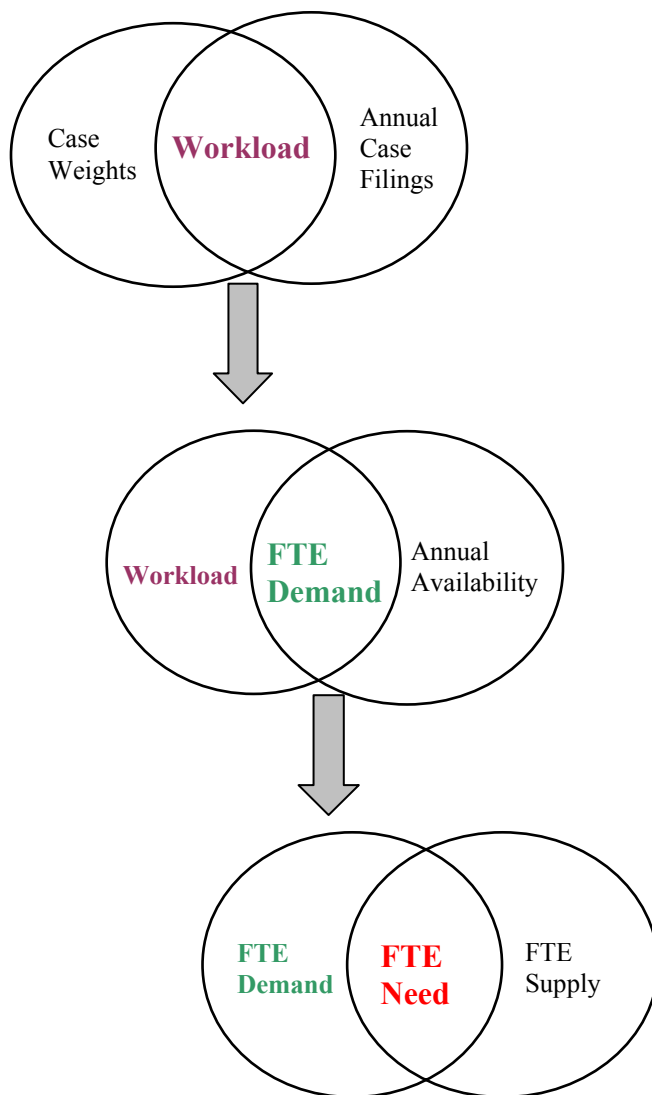 Case
Weights
Workload
Annual
Case
Filings
Workload
FTE
Demand
Annual
Availability
FTE
Demand
FTE
Need
FTE
Supply